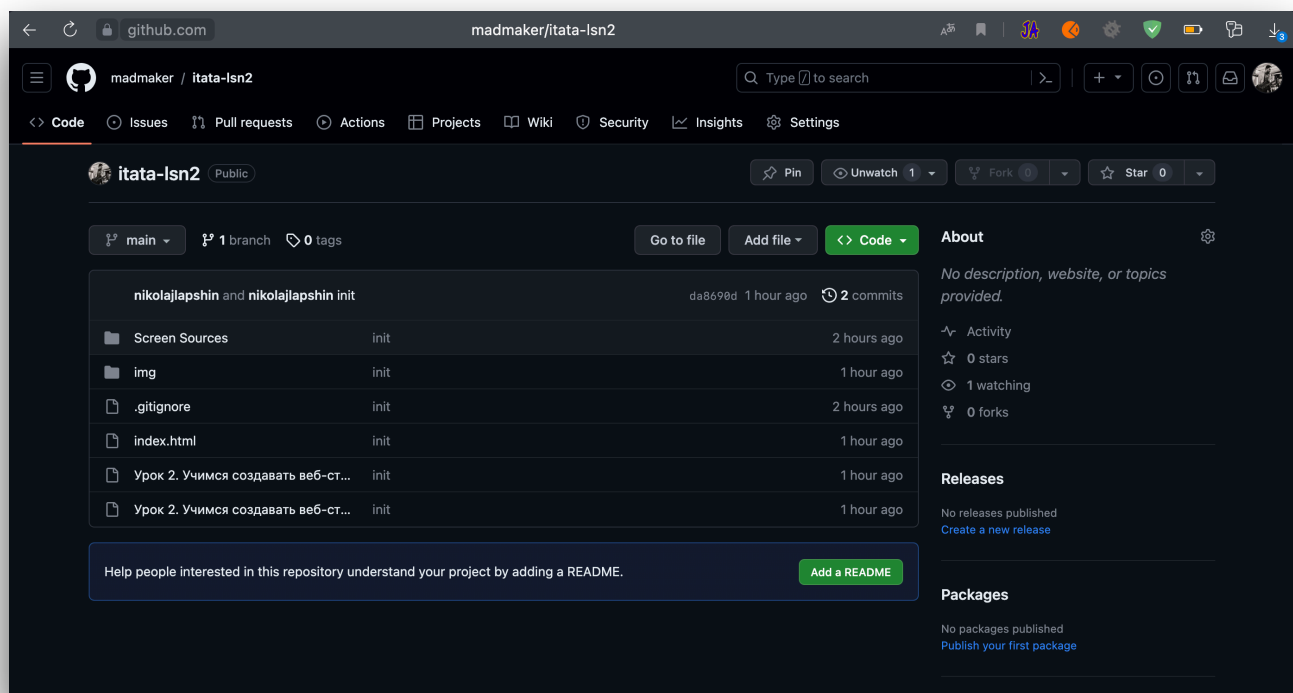 github.com madmaker/itata-lsn2 3
madmaker / itata-lsn2 Type / to search
Code Issues Pull requests Actions Projects Wiki Security Insights Settings
itata-lsn2 Public Pin Unwatch 1 Fork 0 Star 0
main 1 branch 0 tags Go to file Add file Code
About
No description, website, or topics
provided.
nikolajlapshin and nikolajlapshin init da8690d 1 hour ago 2 commits
Screen Sources init 2 hours ago
img init 1 hour ago
.gitignore init 2 hours ago
index.html init 1 hour ago
Урок 2. Учимся создавать веб-ст... init 1 hour ago
Урок 2. Учимся создавать веб-ст... init 1 hour ago
Help people interested in this repository understand your project by adding a README. Add a README
Activity
0 stars
1 watching
0 forks
Releases
No releases published
Create a new release
Packages
No packages published
Publish your first package